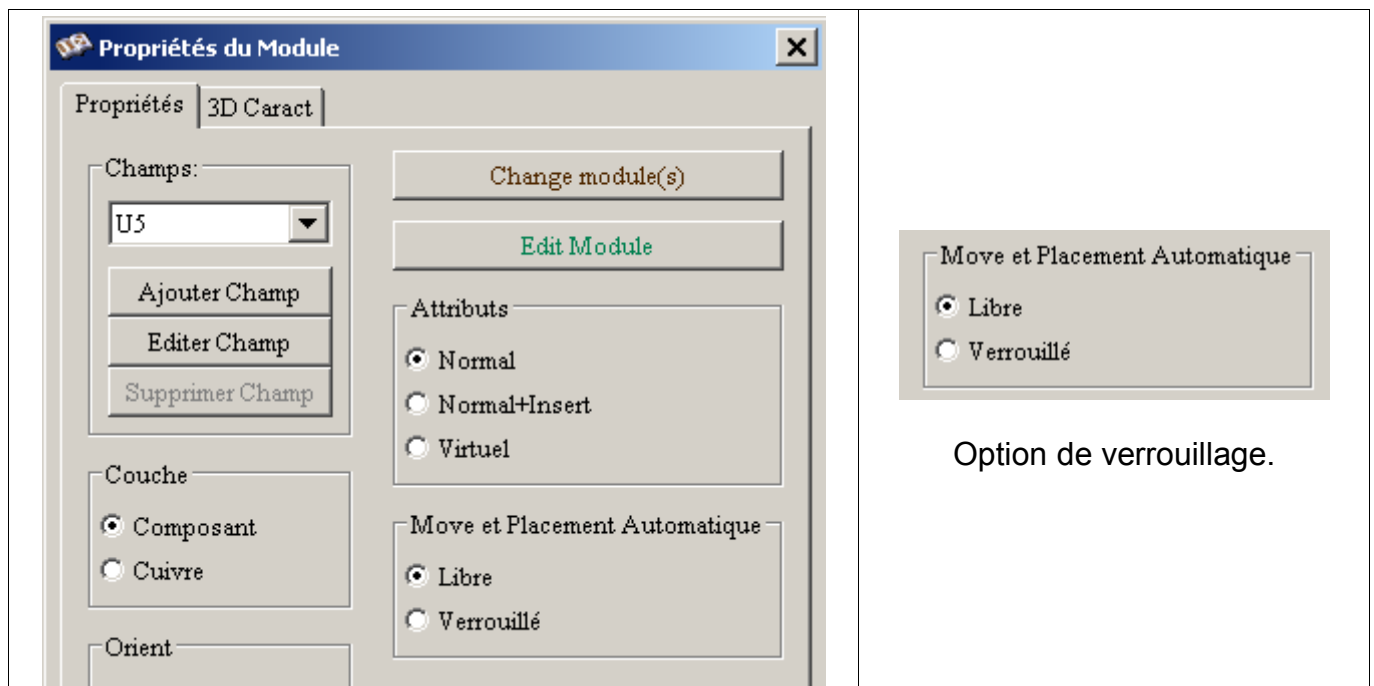 Propriétés du Module
Propriétés
3D Caract
Champs:
U5
Ajouter Champ
Editer Champ
Supprimer Champ
Couche
Composant
Cuivre
Orient
Change module(s)
Edit Module
Attributs
Normal
Normal+Insert
Virtuel
Move et Placement Automatique
Libre
Verrouillé
Move et Placement Automatique
Libre
Verrouillé
Option de verrouillage.